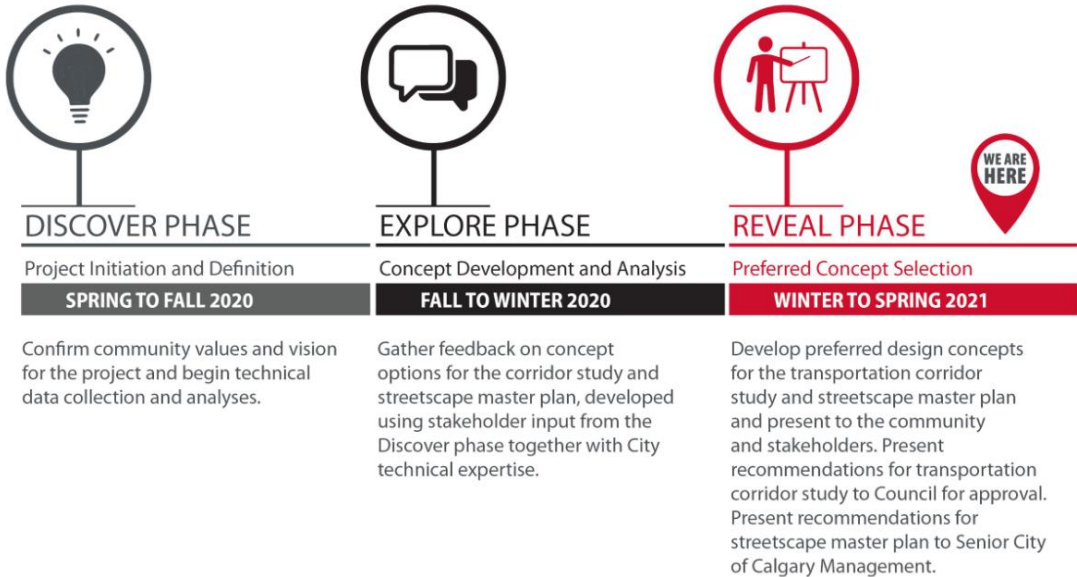 WE ARE
HERE
DISCOVER PHASE
Project Initiation and Definition
SPRING TO FALL 2020
Confirm community values and vision
for the project and begin technical
data collection and analyses.
EXPLORE PHASE
Concept Development and Analysis
FALL TO WINTER 2020
Gather feedback on concept
options for the corridor study and
streetscape master plan, developed
using stakeholder input from the
Discover phase together with City
technical expertise.
REVEAL PHASE
Preferred Concept Selection
WINTER TO SPRING 2021
Develop preferred design concepts
for the transportation corridor
study and streetscape master plan
and present to the community
and stakeholders. Present
recommendations for transportation
corridor study to Council for approval.
Present recommendations for
streetscape master plan to Senior City
of Calgary Management.